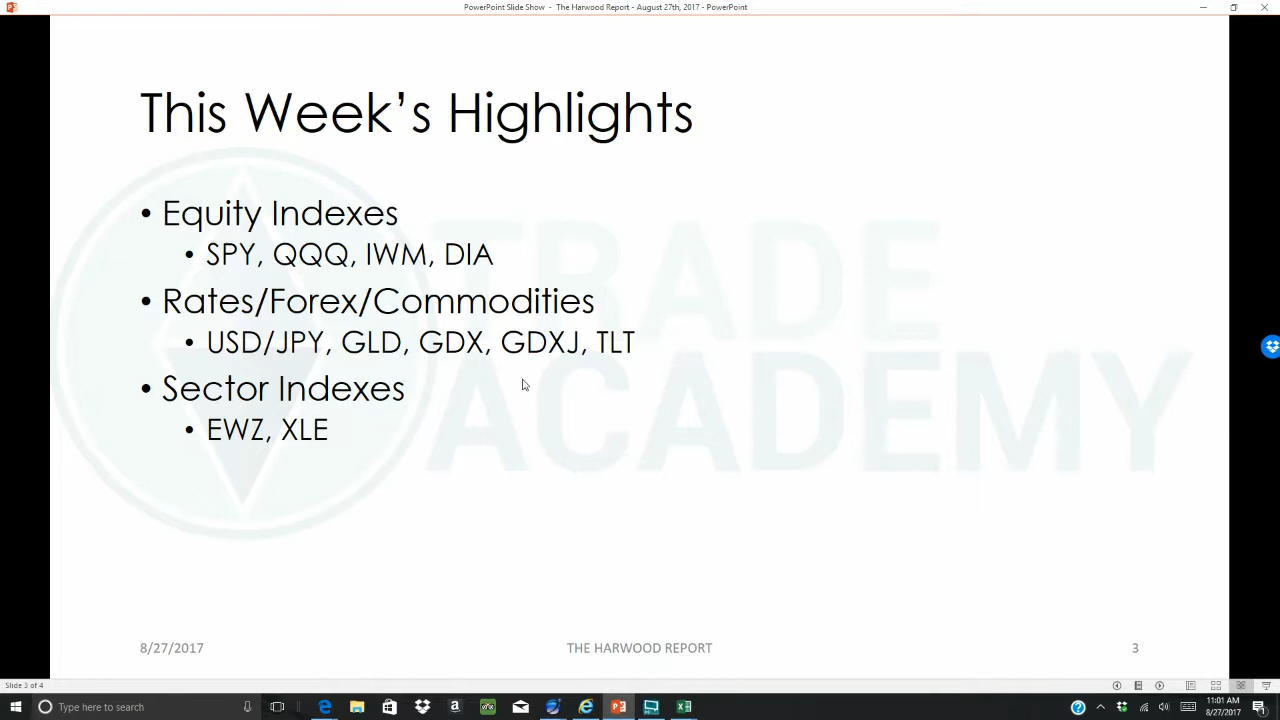 PowerPoint Slide Show - The Harwood Report - August 27th, 2017 - PowerPoint
This Week's Highlights
• Equity Indexes
• SPY, QQQ, IWM, DIA
• Rates/Forex/Commodities
• USD/JPY, GLD, GDX, GDXJ, TLT
• Sector Indexes
• EWZ, XLE
TRADE
ACADEMY
8/27/2017 THE HARWOOD REPORT 3
Slide 3 of 4
Type here to search
11:01 AM
8/27/2017